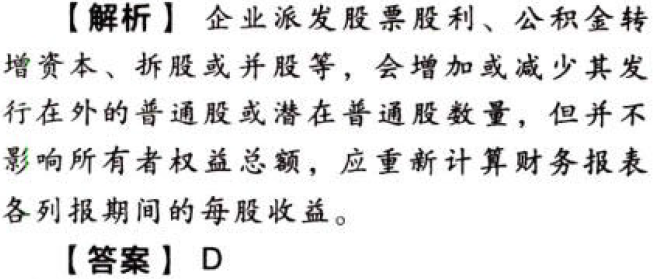 【解析】 企业派发股票股利、公积金转
增资本、拆股或并股等，会增加或减少其发
行在外的普通股或潜在普通股数量，但并不
影响所有者权益总额，应重新计算财务报表
各列报期间的每股收益。
【答案】 D